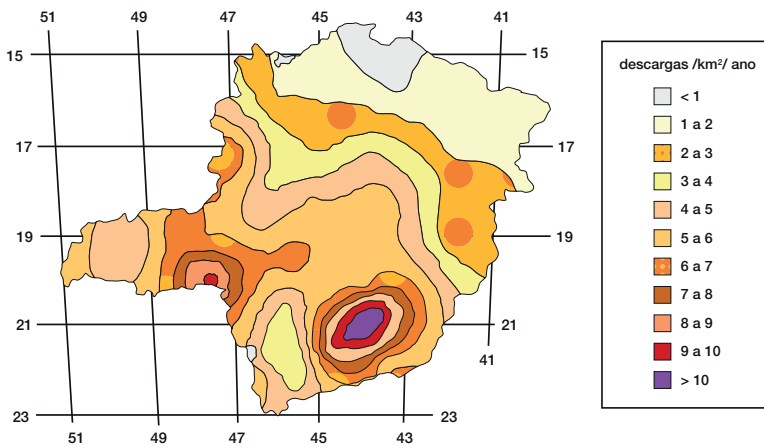 51 49 47 45 43 41
15 15
17 17
19 19
21 21
41
23 23
51 49 47 45 43
descargas /km²/ ano
< 1
1 a 2
2 a 3
3 a 4
4 a 5
5 a 6
6 a 7
7 a 8
8 a 9
9 a 10
> 10